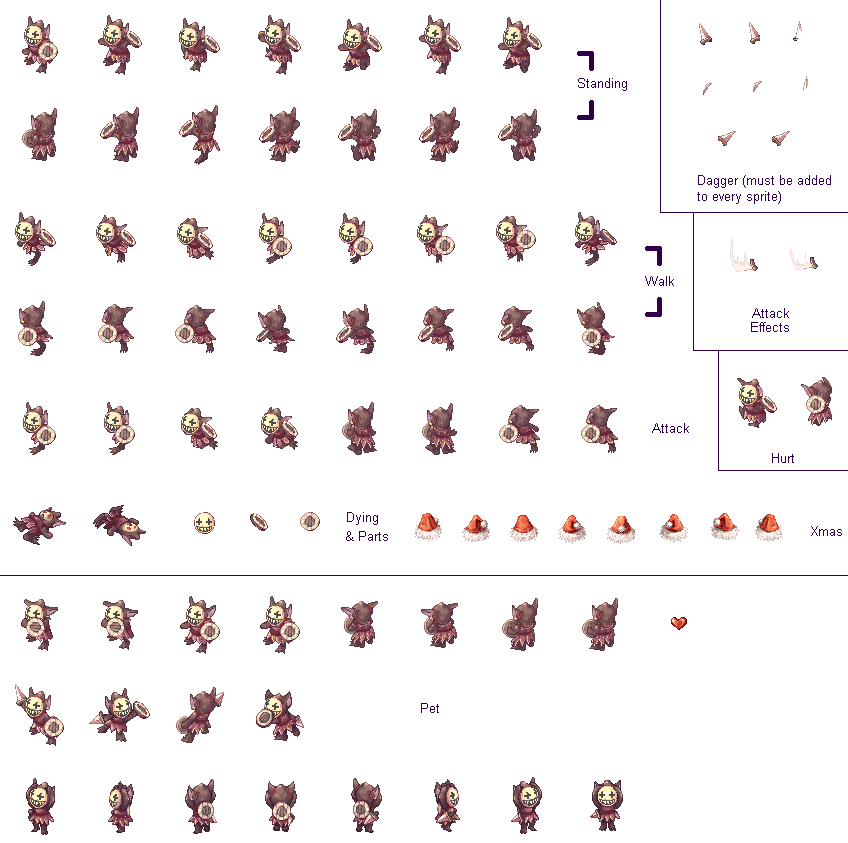 Standing
Dagger (must be added
to every sprite)
Walk
Attack
Effects
Attack
Hurt
Dying
& Parts
Xmas
Pet